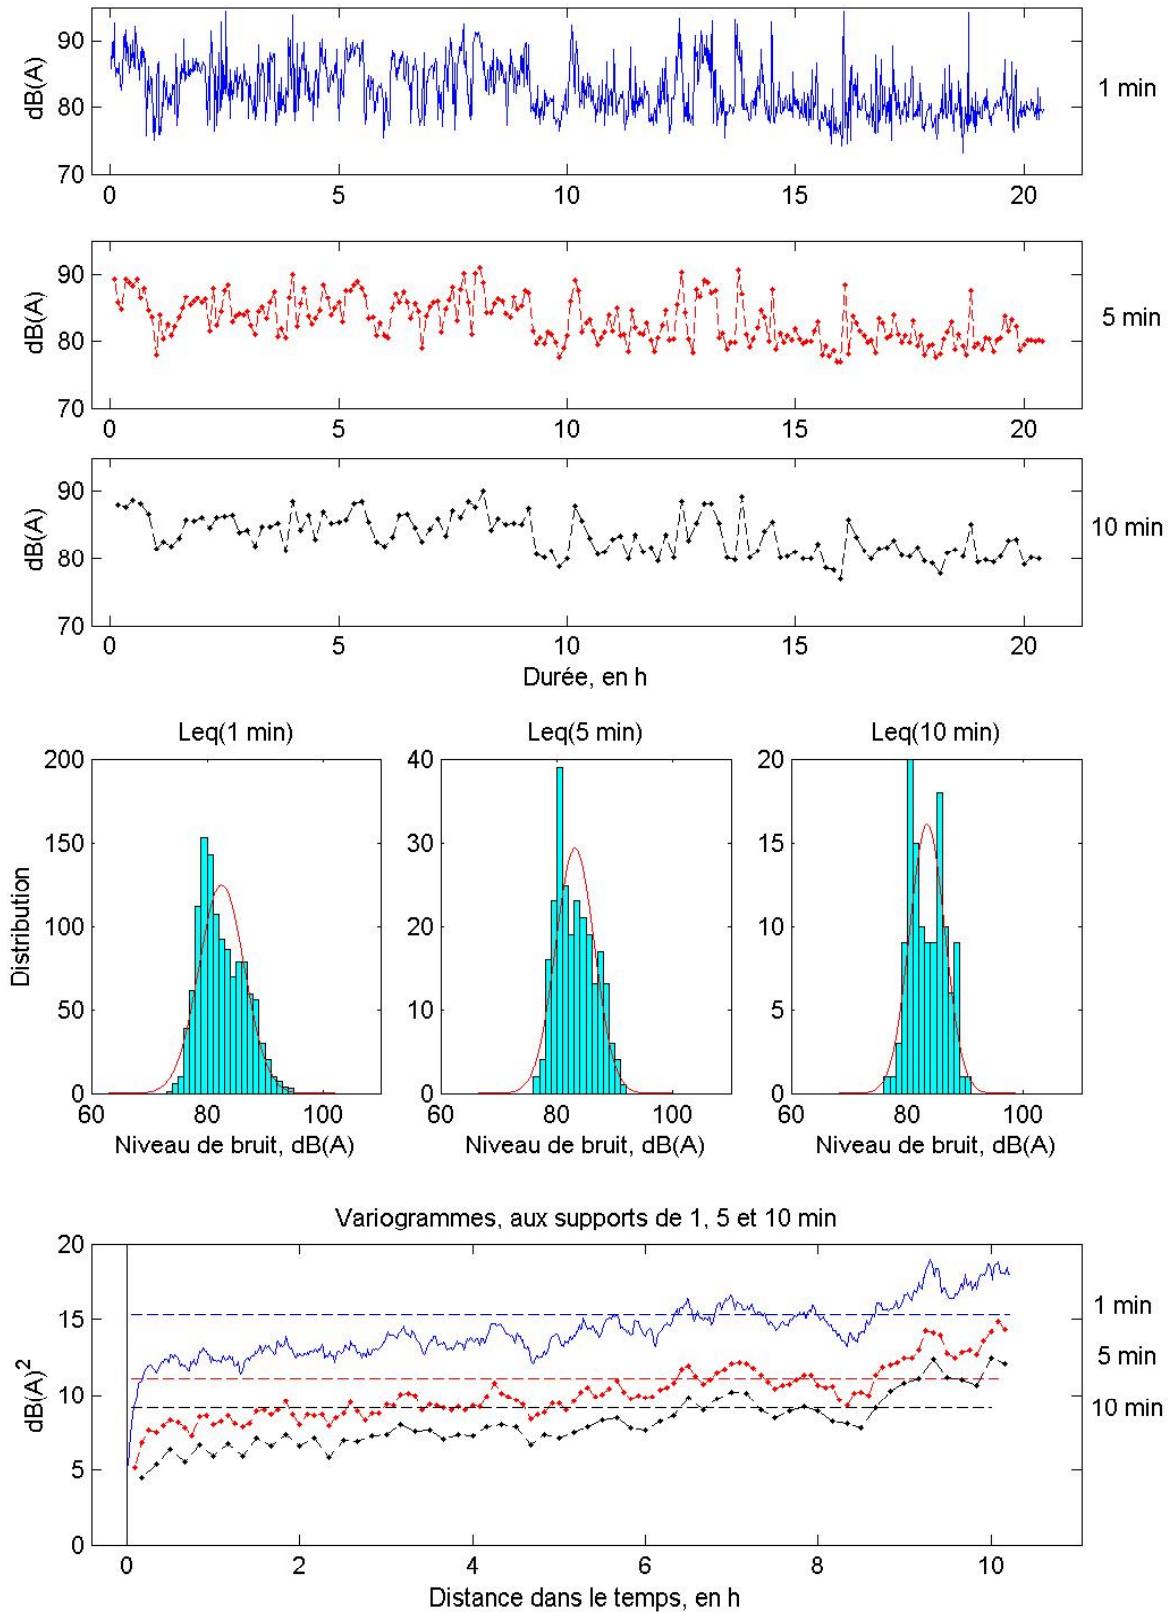 90
80
70
dB(A)
1 min
0 5 10 15 20
90
80
70
dB(A)
5 min
0 5 10 15 20
90
80
70
dB(A)
10 min
0 5 10 15 20
Durée, en h
Leq(1 min) Leq(5 min) Leq(10 min)
Distribution
200
150
100
50
0
60 80 100
Niveau de bruit, dB(A)
40
30
20
10
0
60 80 100
Niveau de bruit, dB(A)
20
15
10
5
0
60 80 100
Niveau de bruit, dB(A)
Variogrammes, aux supports de 1, 5 et 10 min
20
15
10
5
0
dB(A)²
1 min
5 min
10 min
0 2 4 6 8 10
Distance dans le temps, en h